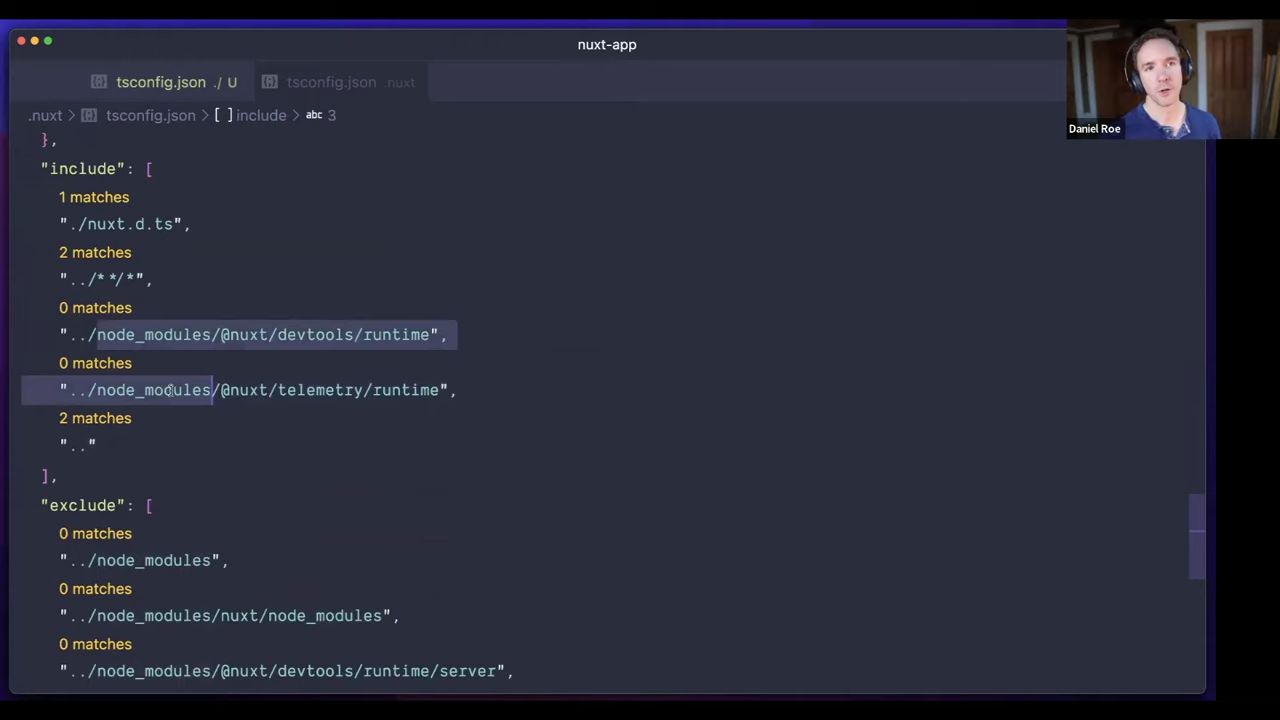 nuxt-app
tsconfig.json ./ U
tsconfig.json .nuxt
.nuxt > tsconfig.json > [ ] include > abc 3
Daniel Roe
},
"include": [
1 matches
"./nuxt.d.ts",
2 matches
"../**/*",
0 matches
"../node_modules/@nuxt/devtools/runtime",
0 matches
"../node_modules/@nuxt/telemetry/runtime",
2 matches
".."
],
"exclude": [
0 matches
"../node_modules",
0 matches
"../node_modules/nuxt/node_modules",
0 matches
"../node_modules/@nuxt/devtools/runtime/server",